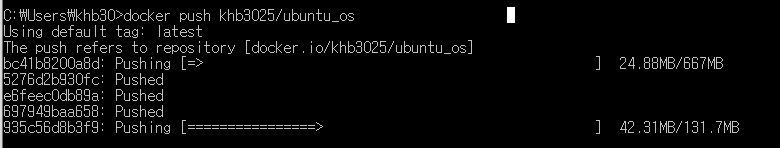 C:\Users\khb30>docker push khb3025/ubuntu_os
Using default tag: latest
The push refers to repository [docker.io/khb3025/ubuntu_os]
bc41b8200a8d: Pushing [=>                                                 ]  24.88MB/667MB
5276d2b930fc: Pushed
e6feec0db89a: Pushed
697949baa658: Pushed
935c56d8b3f9: Pushing [================>                                  ]  42.31MB/131.7MB